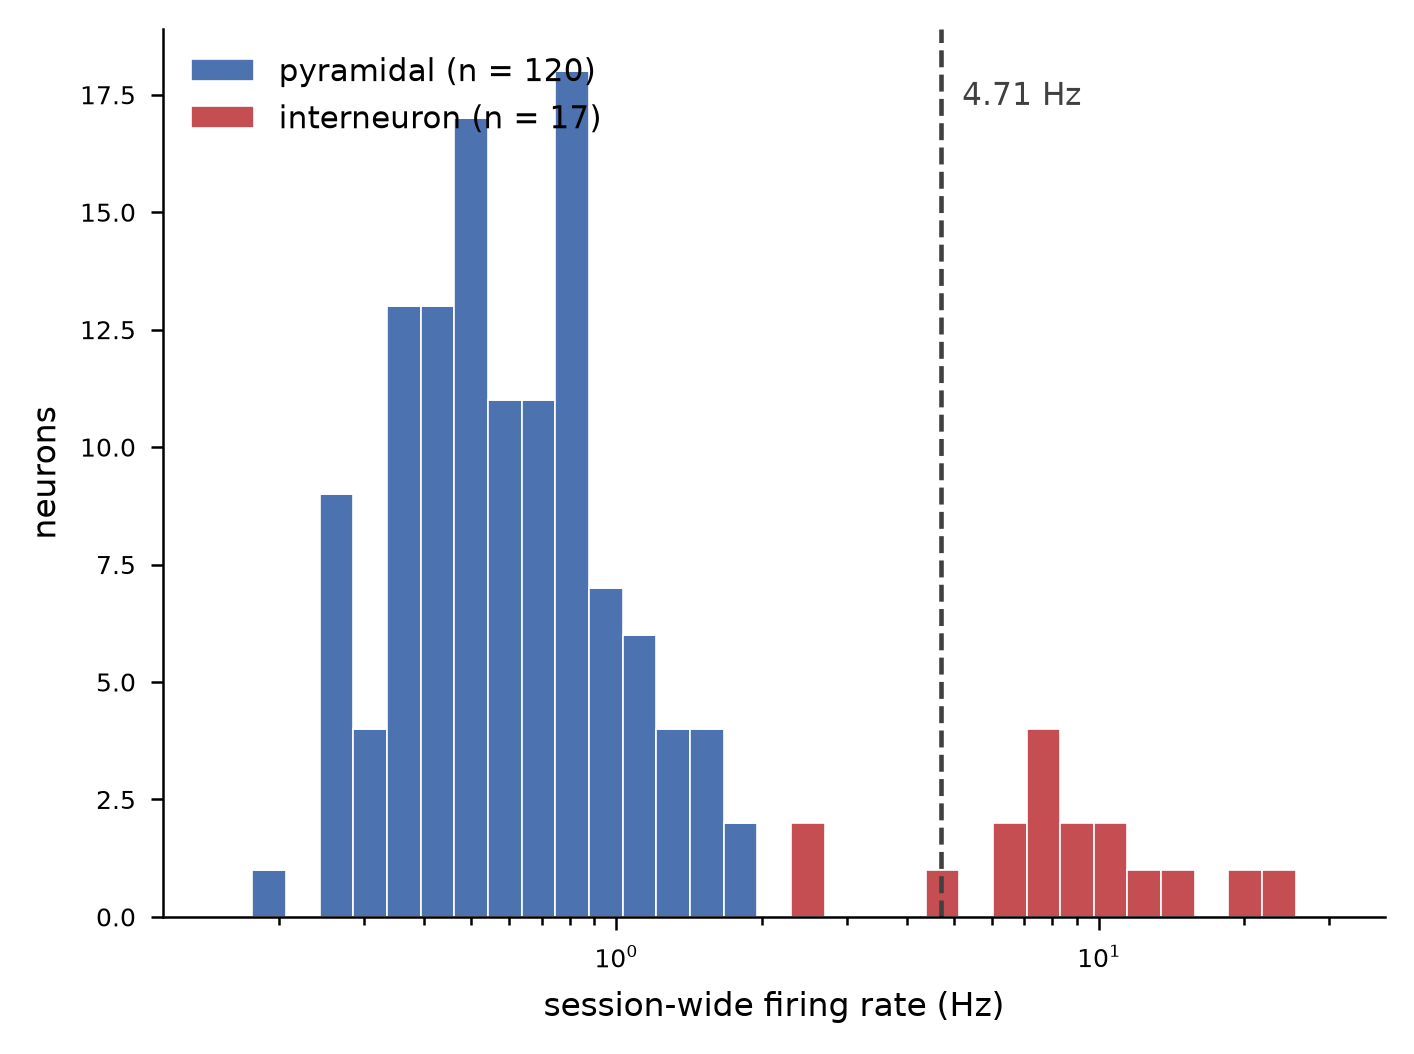 pyramidal (n = 120)
interneuron (n = 17)
4.71 Hz
17.5
15.0
12.5
10.0
7.5
5.0
2.5
0.0
neurons
10⁰
10¹
session-wide firing rate (Hz)